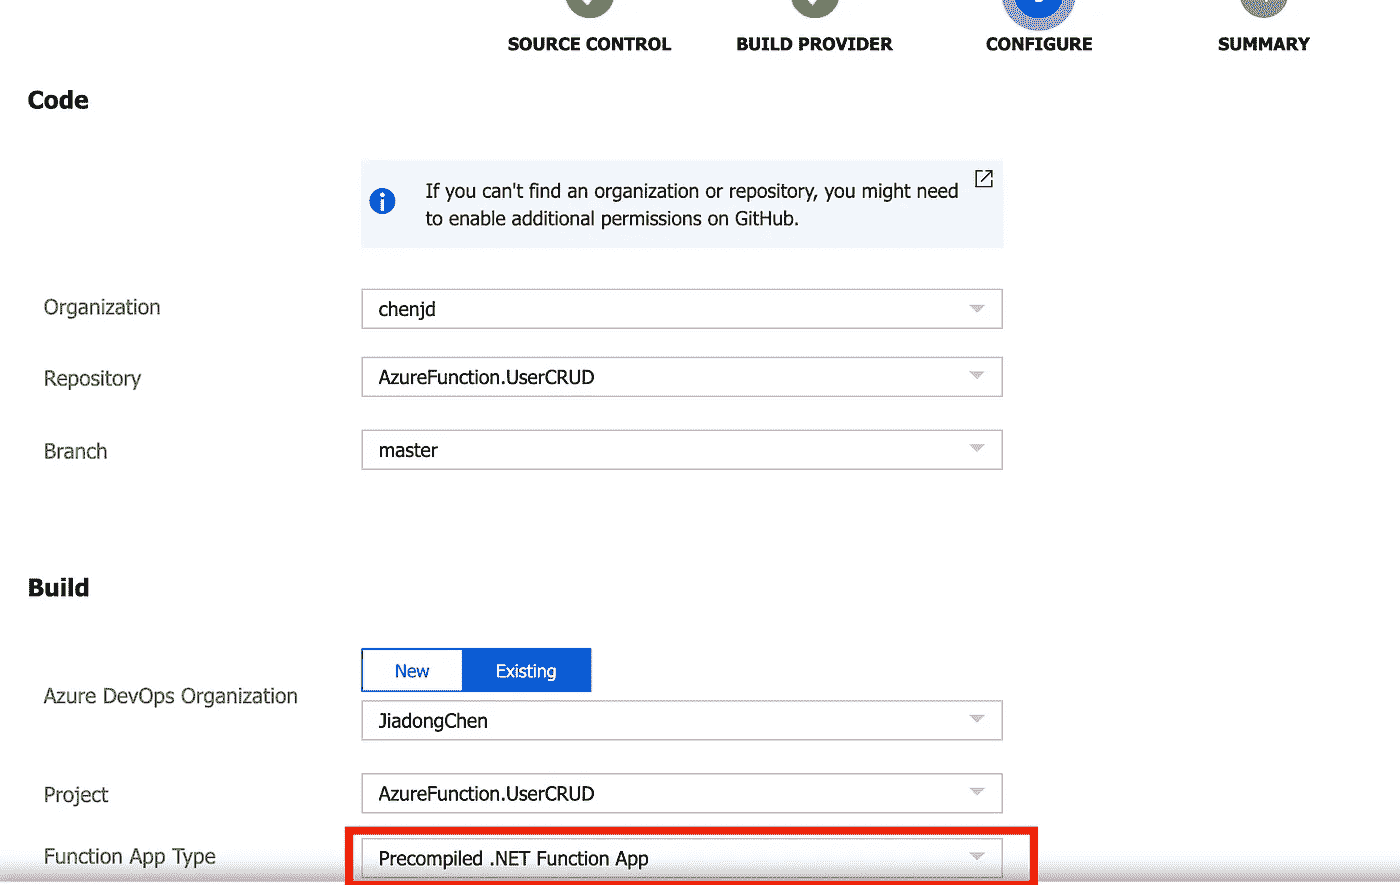 SOURCE CONTROL
BUILD PROVIDER
CONFIGURE
SUMMARY
Code
If you can't find an organization or repository, you might need
to enable additional permissions on GitHub.
Organization
chenjd
Repository
AzureFunction.UserCRUD
Branch
master
Build
New
Existing
Azure DevOps Organization
JiadongChen
Project
AzureFunction.UserCRUD
Function App Type
Precompiled .NET Function App